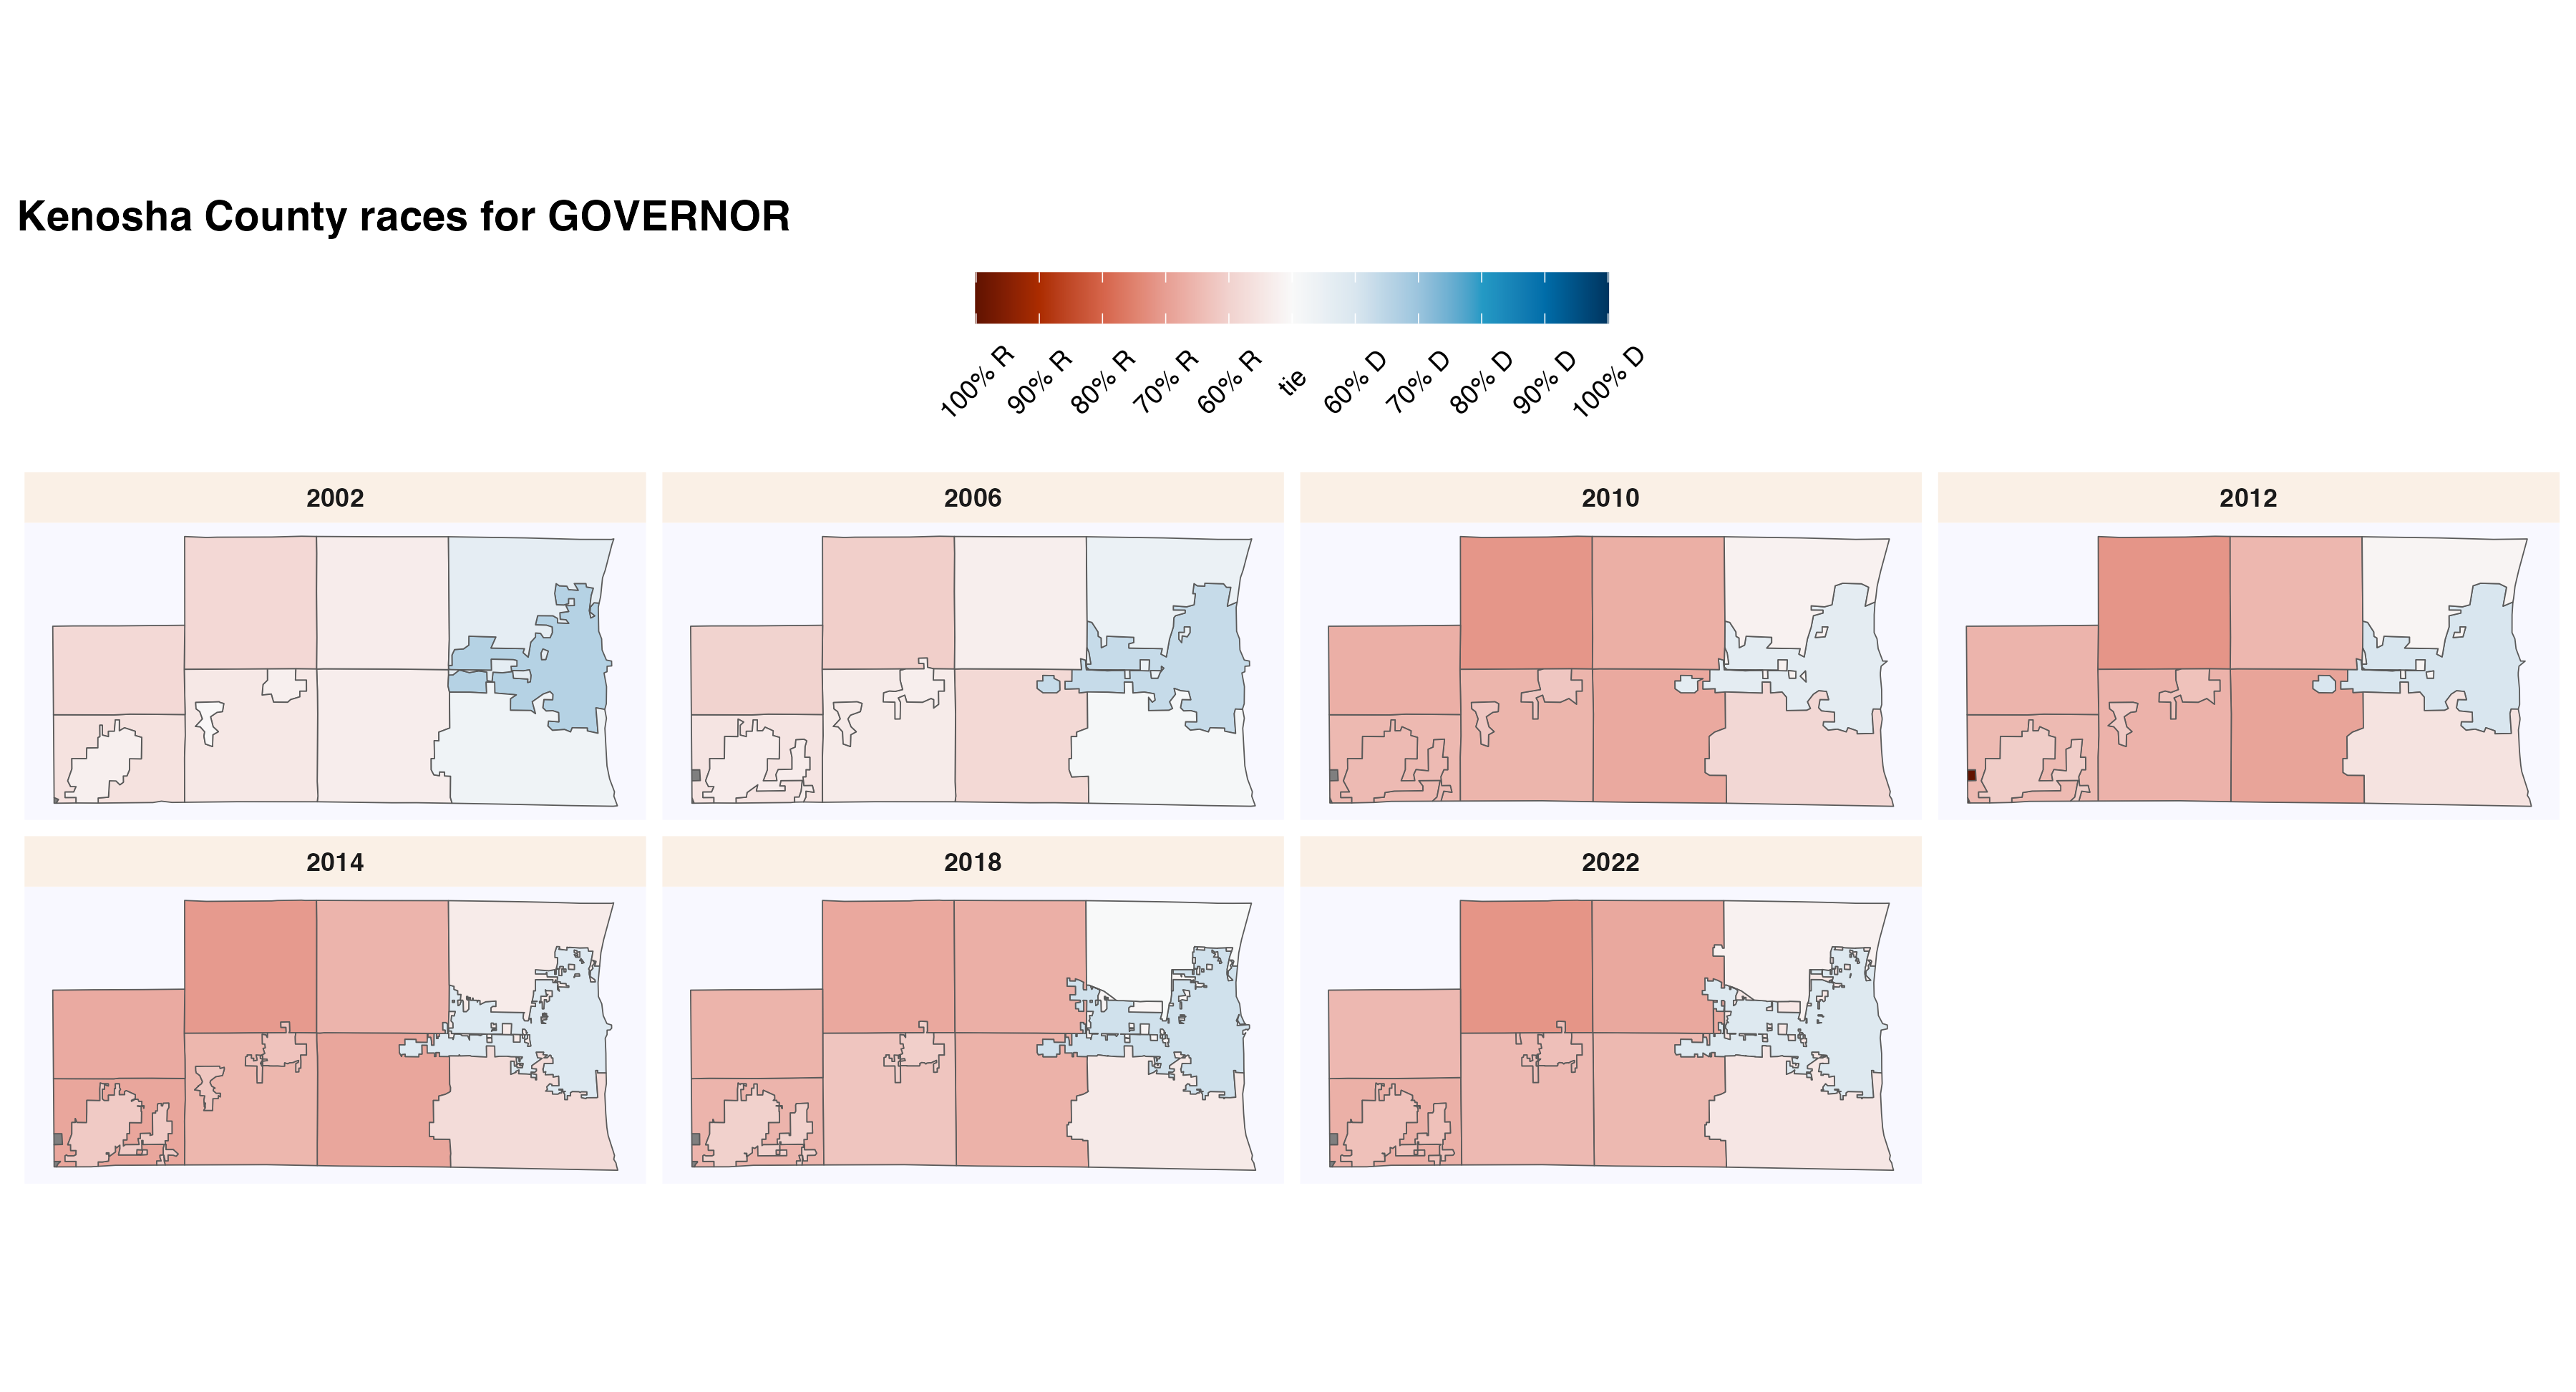 Kenosha County races for GOVERNOR
100% R
90% R
80% R
70% R
60% R
tie
60% D
70% D
80% D
90% D
100% D
2002
2006
2010
2012
2014
2018
2022